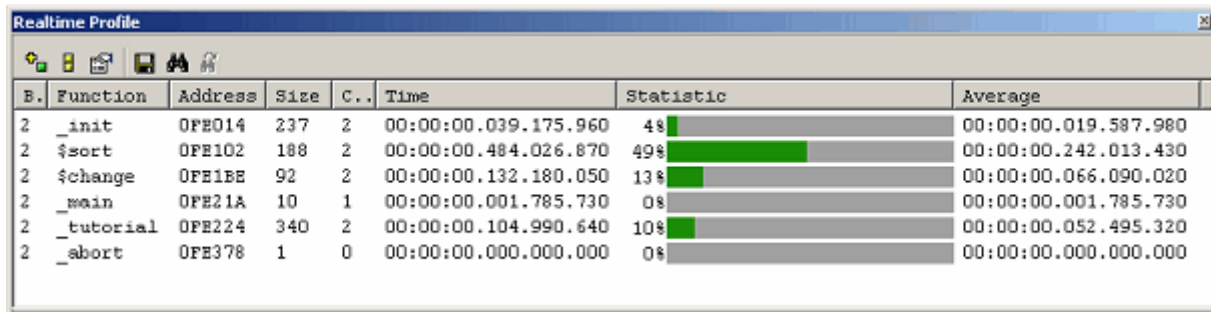 Realtime Profile
B. Function Address Size C.. Time Statistic Average
2 _init 0FE014 237 2 00:00:00.039.175.960 4% 00:00:00.019.587.980
2 $sort 0FE102 188 2 00:00:00.484.026.870 49% 00:00:00.242.013.430
2 $change 0FE1BE 92 2 00:00:00.132.180.050 13% 00:00:00.066.090.020
2 _main 0FE21A 10 1 00:00:00.001.785.730 0% 00:00:00.001.785.730
2 _tutorial 0FE224 340 2 00:00:00.104.990.640 10% 00:00:00.052.495.320
2 _abort 0FE378 1 0 00:00:00.000.000.000 0% 00:00:00.000.000.000